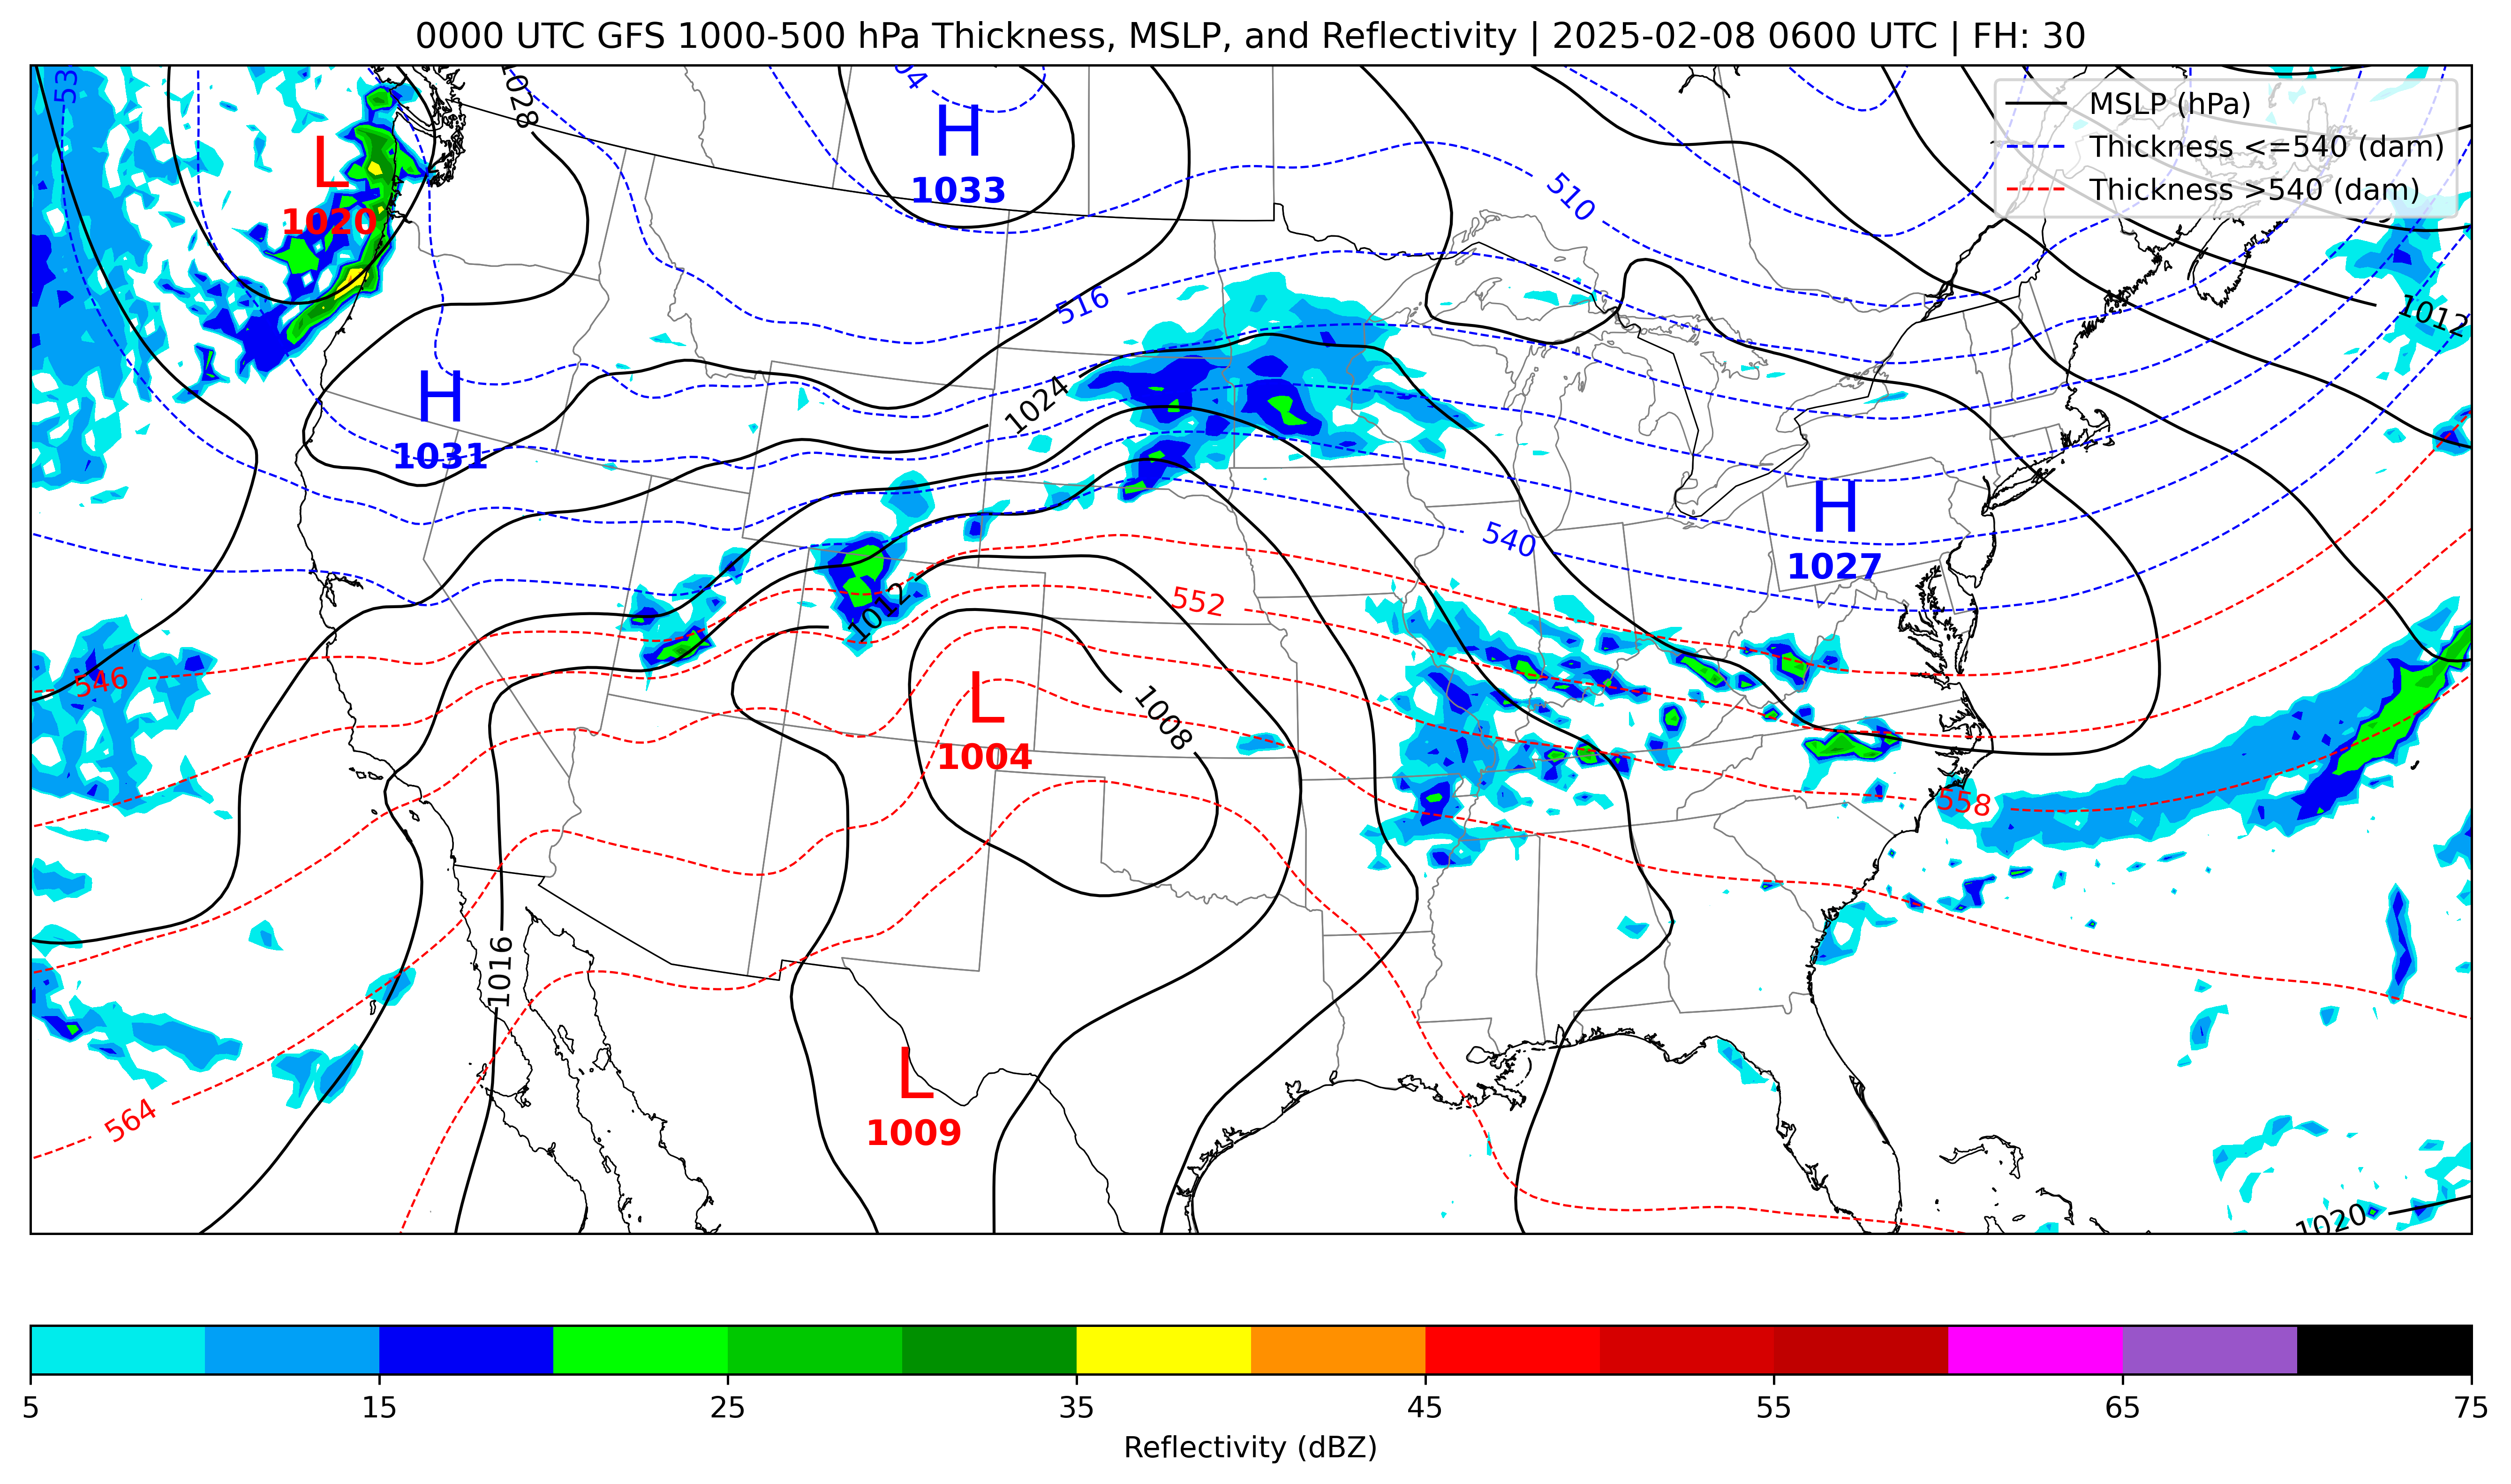 0000 UTC GFS 1000-500 hPa Thickness, MSLP, and Reflectivity | 2025-02-08 0600 UTC | FH: 30
MSLP (hPa)
Thickness <=540 (dam)
Thickness >540 (dam)
1028
H
1033
L
1020
510
516
1012
1024
H
1031
H
1027
540
552
1012
546
L
1004
1008
558
1016
L
1009
564
1020
5
15
25
35
45
55
65
75
Reflectivity (dBZ)